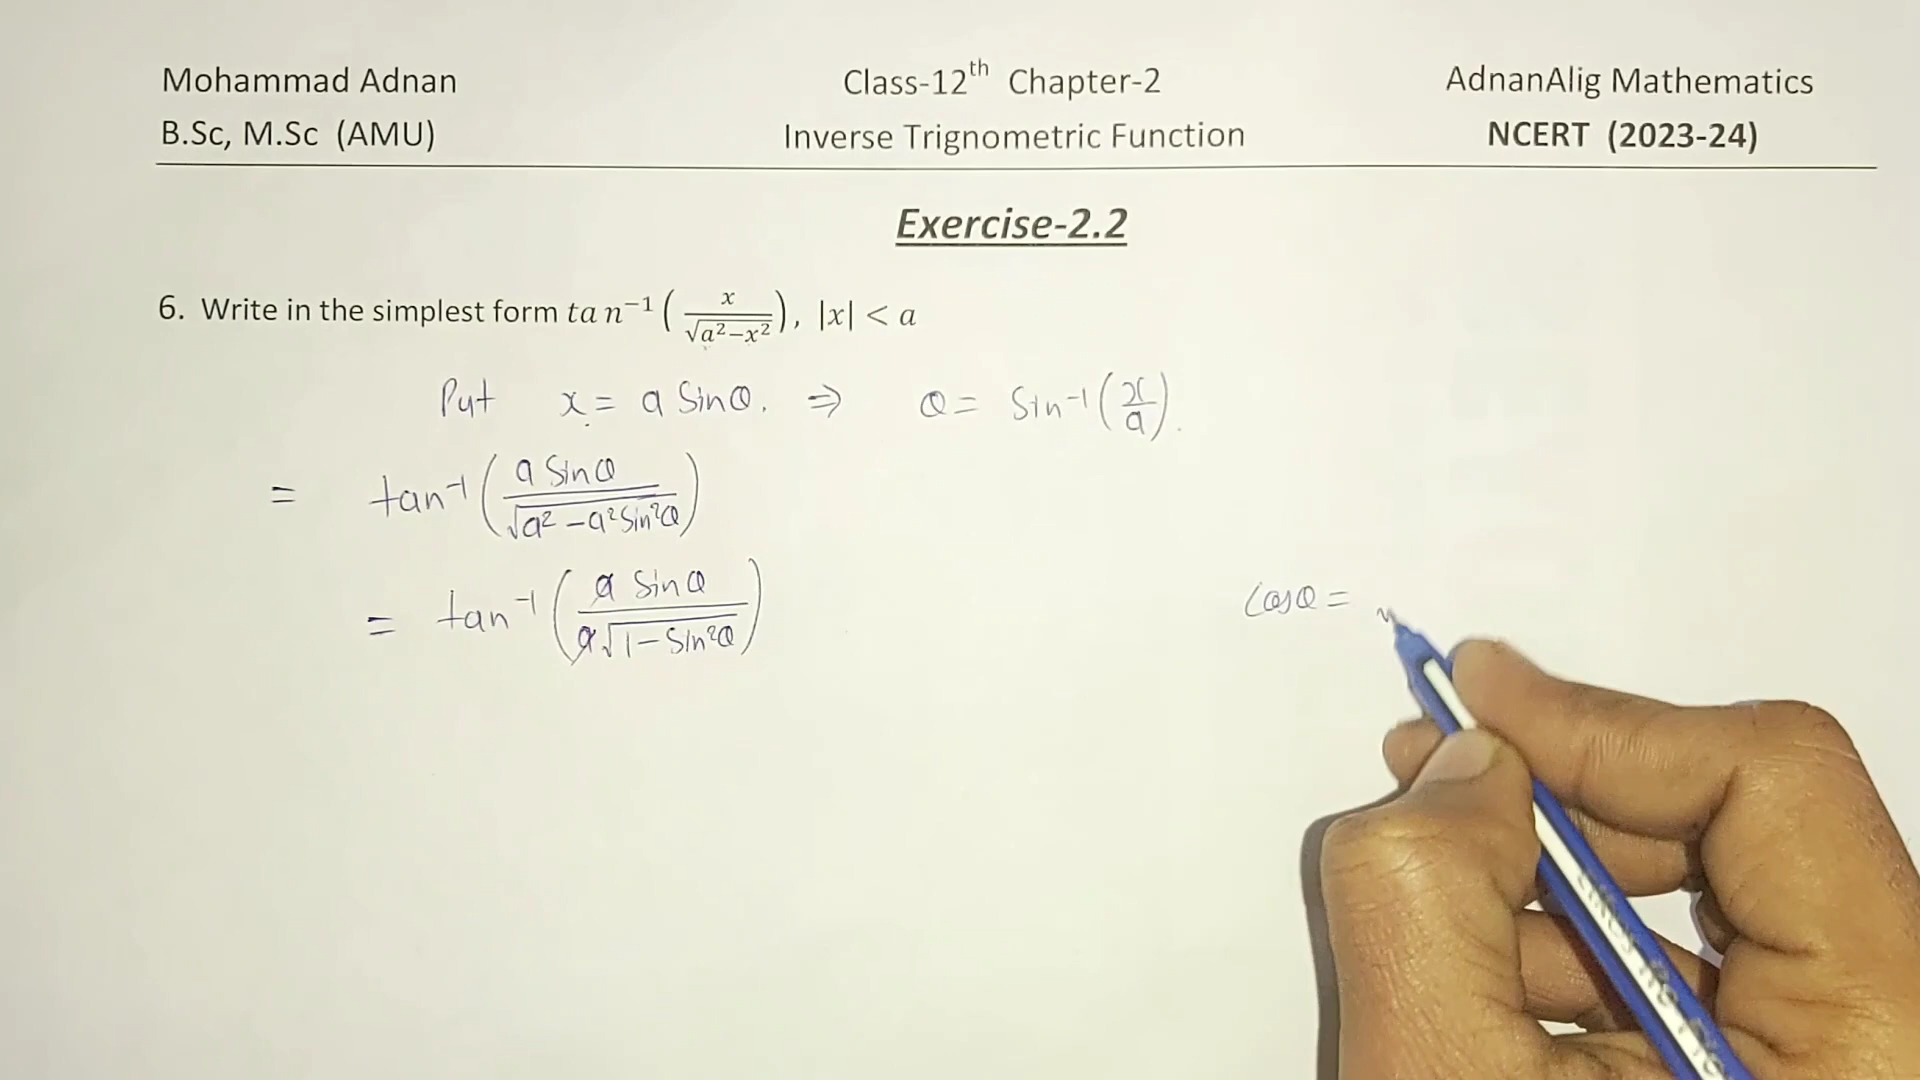 Mohammad Adnan Class-12th Chapter-2 AdnanAlig Mathematics
B.Sc, M.Sc (AMU) Inverse Trignometric Function NCERT (2023-24)
Exercise-2.2
6. Write in the simplest form tan⁻¹(x/√(a²−x²)), |x| < a
Put x = a Sinθ. ⇒ θ = Sin⁻¹(x/a).
= tan⁻¹(a Sinθ/√(a² − a²Sin²θ))
= tan⁻¹(a Sinθ/a√(1 − Sin²θ)) Cosθ =